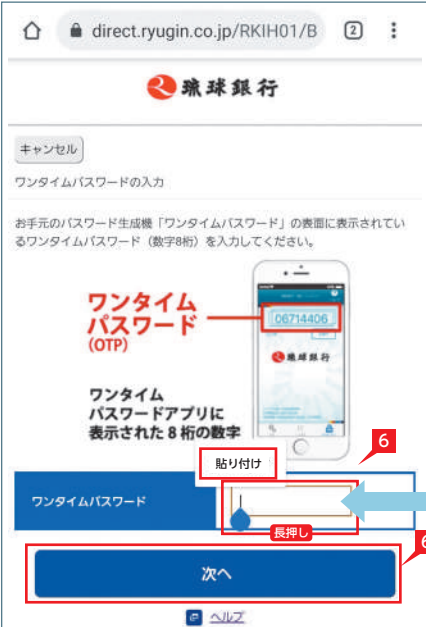 direct.ryugin.co.jp/RKIH01/B 2
琉球銀行
キャンセル
ワンタイムパスワードの入力
お手元のパスワード生成機「ワンタイムパスワード」の表面に表示されてい
るワンタイムパスワード（数字8桁）を入力してください。
ワンタイム
パスワード
(OTP)
06714406
琉球銀行
ワンタイム
パスワードアプリに
表示された8桁の数字
6
貼り付け
ワンタイムパスワード
長押し
6
次へ
ヘルプ